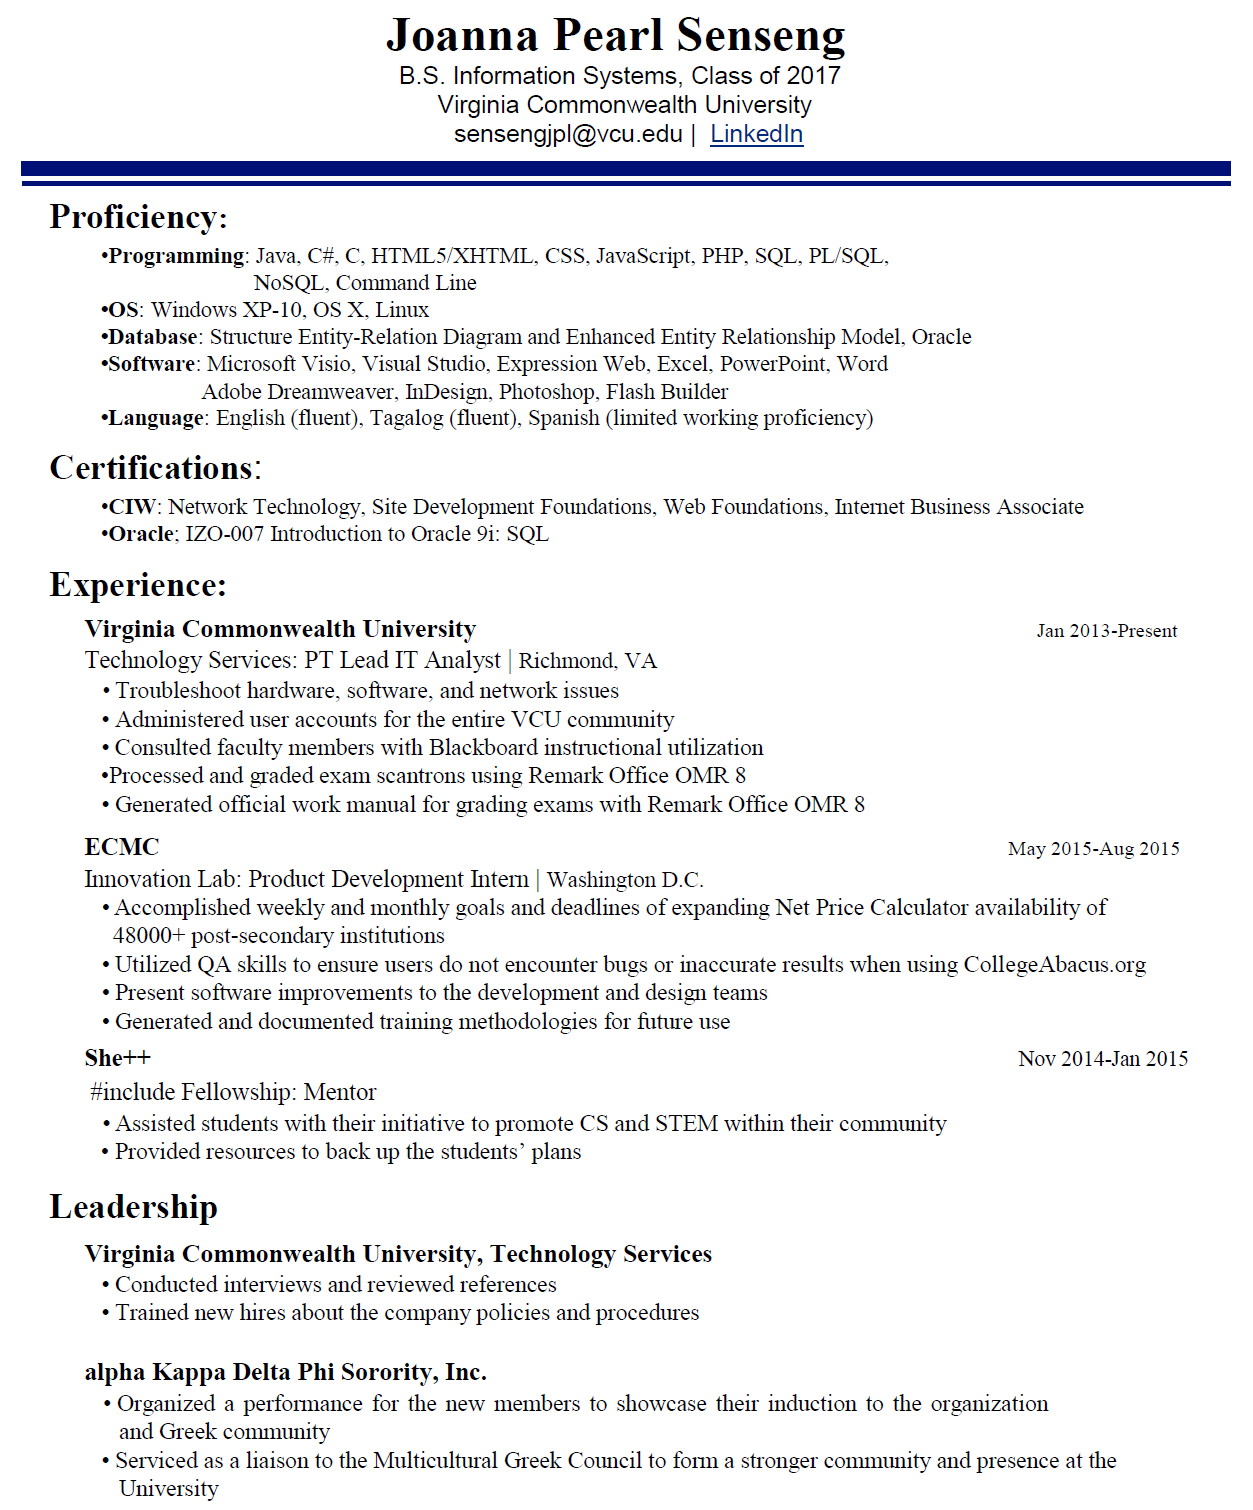 Joanna Pearl Senseng
B.S. Information Systems, Class of 2017
Virginia Commonwealth University
sensengjpl@vcu.edu | LinkedIn
Proficiency:
•Programming: Java, C#, C, HTML5/XHTML, CSS, JavaScript, PHP, SQL, PL/SQL,
NoSQL, Command Line
•OS: Windows XP-10, OS X, Linux
•Database: Structure Entity-Relation Diagram and Enhanced Entity Relationship Model, Oracle
•Software: Microsoft Visio, Visual Studio, Expression Web, Excel, PowerPoint, Word
Adobe Dreamweaver, InDesign, Photoshop, Flash Builder
•Language: English (fluent), Tagalog (fluent), Spanish (limited working proficiency)
Certifications:
•CIW: Network Technology, Site Development Foundations, Web Foundations, Internet Business Associate
•Oracle; IZO-007 Introduction to Oracle 9i: SQL
Experience:
Virginia Commonwealth University Jan 2013-Present
Technology Services: PT Lead IT Analyst | Richmond, VA
• Troubleshoot hardware, software, and network issues
• Administered user accounts for the entire VCU community
• Consulted faculty members with Blackboard instructional utilization
•Processed and graded exam scantrons using Remark Office OMR 8
• Generated official work manual for grading exams with Remark Office OMR 8
ECMC May 2015-Aug 2015
Innovation Lab: Product Development Intern | Washington D.C.
• Accomplished weekly and monthly goals and deadlines of expanding Net Price Calculator availability of
48000+ post-secondary institutions
• Utilized QA skills to ensure users do not encounter bugs or inaccurate results when using CollegeAbacus.org
• Present software improvements to the development and design teams
• Generated and documented training methodologies for future use
She++ Nov 2014-Jan 2015
#include Fellowship: Mentor
• Assisted students with their initiative to promote CS and STEM within their community
• Provided resources to back up the students’ plans
Leadership
Virginia Commonwealth University, Technology Services
• Conducted interviews and reviewed references
• Trained new hires about the company policies and procedures
alpha Kappa Delta Phi Sorority, Inc.
• Organized a performance for the new members to showcase their induction to the organization
and Greek community
• Serviced as a liaison to the Multicultural Greek Council to form a stronger community and presence at the
University